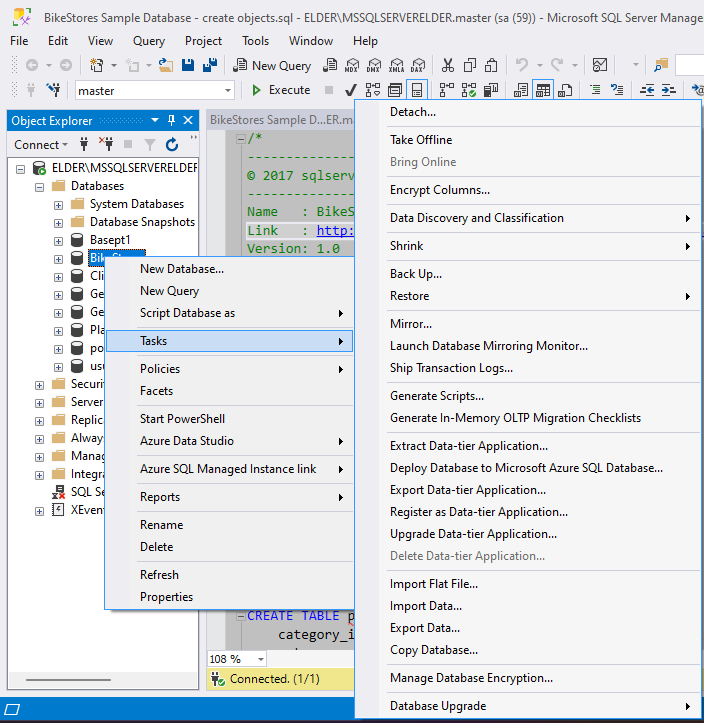 BikeStores Sample Database - create objects.sql - ELDER\MSSQLSERVERELDER.master (sa (59)) - Microsoft SQL Server Manag
File Edit View Query Project Tools Window Help
New Query MDX DMX XMLA DAX
master Execute
Object Explorer
Connect
ELDER\MSSQLSERVERELDER
Databases
System Databases
Database Snapshots
Basept1
Cli
Ge
Ge
Pla
po
usu
Securi
Server
Replic
Always
Manag
Integra
SQL Se
XEven
BikeStores Sample D...ER.ma
/*
© 2017 sqlserv
Name : BikeS
Link : http:
Version: 1.0
New Database...
New Query
Script Database as
Tasks
Policies
Facets
Start PowerShell
Azure Data Studio
Azure SQL Managed Instance link
Reports
Rename
Delete
Refresh
Properties
Detach...
Take Offline
Bring Online
Encrypt Columns...
Data Discovery and Classification
Shrink
Back Up...
Restore
Mirror...
Launch Database Mirroring Monitor...
Ship Transaction Logs...
Generate Scripts...
Generate In-Memory OLTP Migration Checklists
Extract Data-tier Application...
Deploy Database to Microsoft Azure SQL Database...
Export Data-tier Application...
Register as Data-tier Application...
Upgrade Data-tier Application...
Delete Data-tier Application...
Import Flat File...
Import Data...
Export Data...
Copy Database...
Manage Database Encryption...
Database Upgrade
CREATE TABLE p
category_i
108 %
Connected. (1/1)